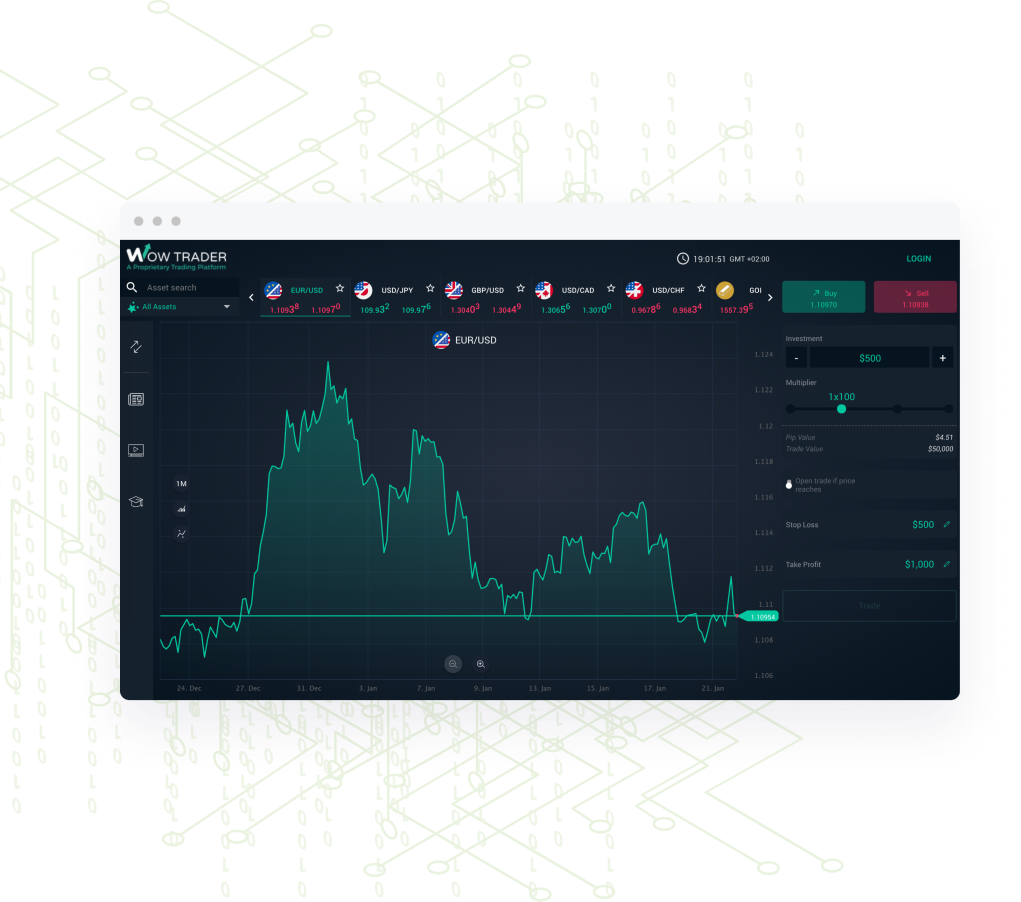 WOW TRADER
A Proprietary Trading Platform
19:01:51 GMT +02:00
LOGIN
Asset search
All Assets
EUR/USD
1.10938 1.10970
USD/JPY
109.932 109.976
GBP/USD
1.30403 1.30449
USD/CAD
1.30656 1.30700
USD/CHF
0.96786 0.96834
GOI
1557.395
Buy
1.10970
Sell
1.10938
EUR/USD
1M
1.124
1.122
1.12
1.118
1.116
1.114
1.112
1.11
1.10954
1.108
1.106
24. Dec 27. Dec 31. Dec 3. Jan 7. Jan 9. Jan 13. Jan 15. Jan 17. Jan 21. Jan
Investment
- $500 +
Multiplier
1x100
Pip Value $4.51
Trade Value $50,000
Open trade if price
reaches
Stop Loss $500
Take Profit $1,000
Trade